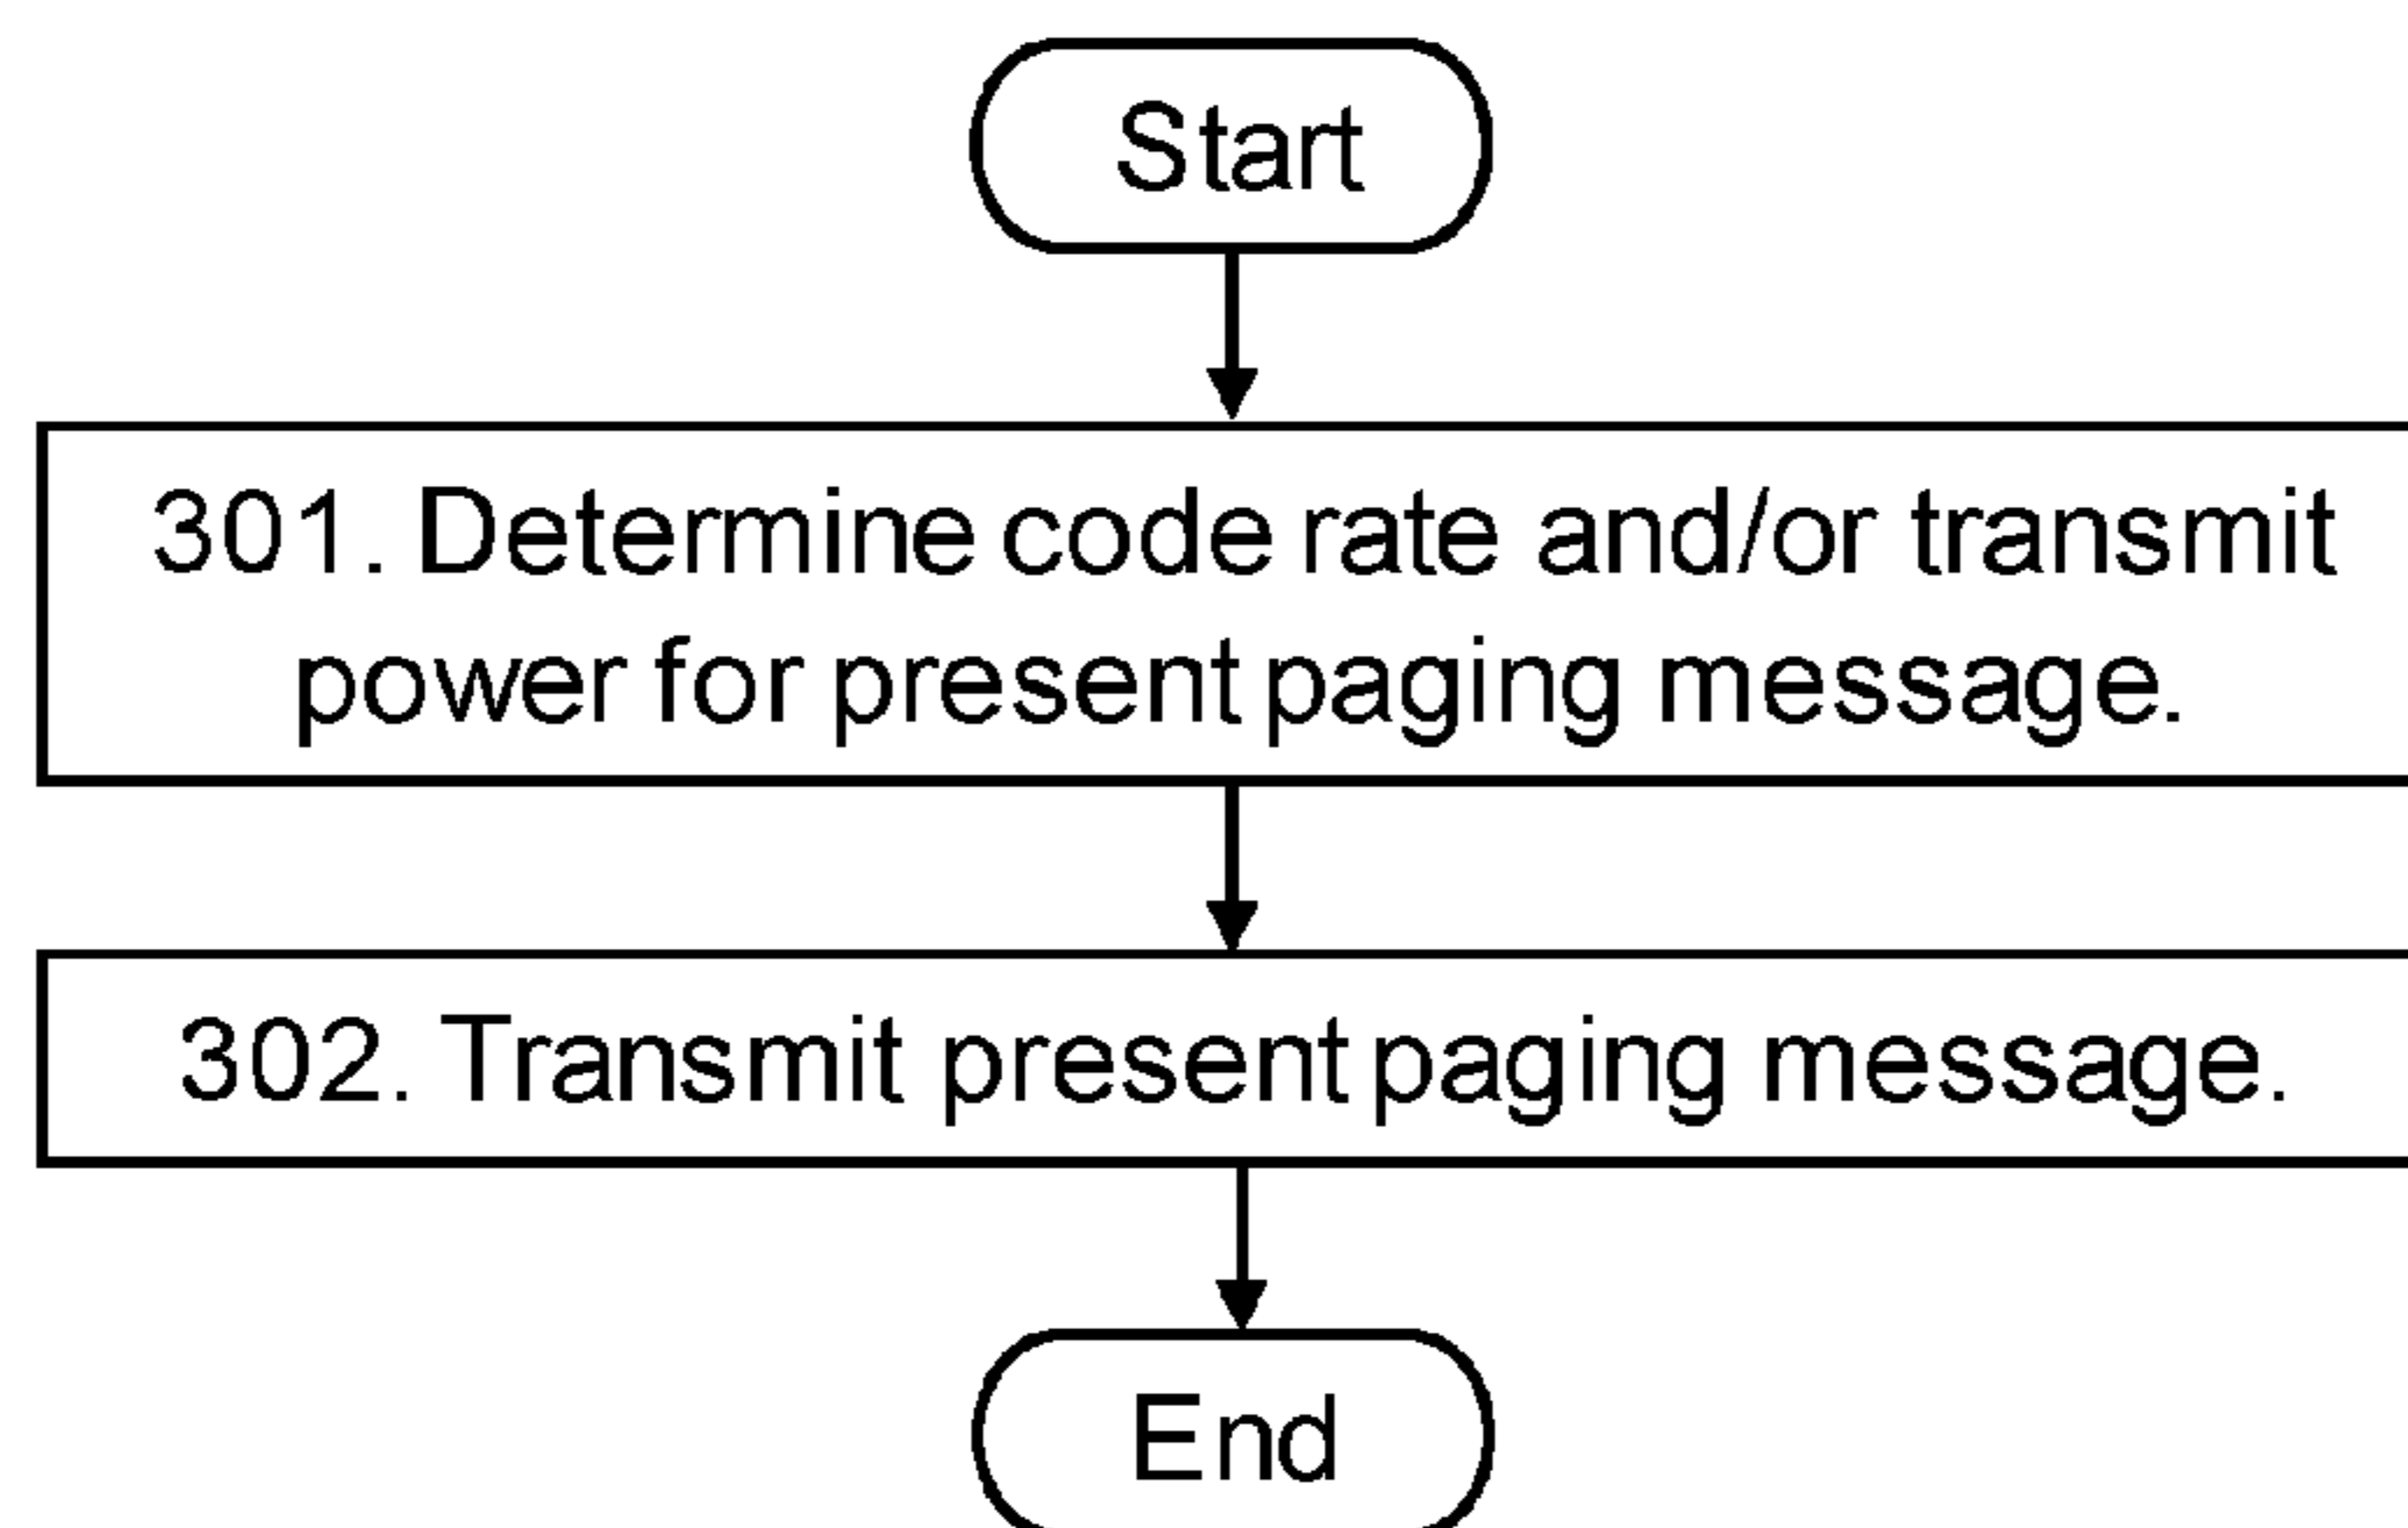 Start
301. Determine code rate and/or transmit
power for present paging message.
302. Transmit present paging message.
End